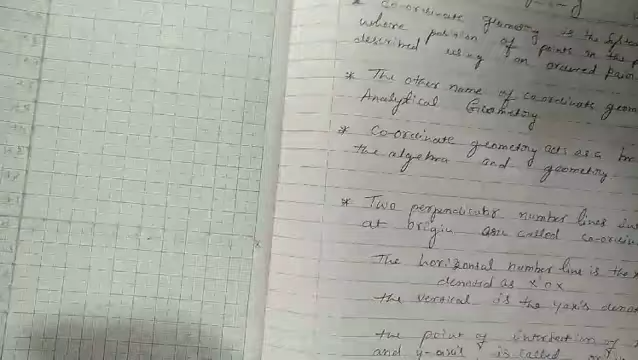 * Co-ordinate geometry is the
where position of points in the
described using an ordered pair
* The other name of co-ordinate geom
Analytical Geometry
* Co-ordinate geometry acts as a
the algebra and geometry.
* Two perpendicular number lines
at origin are called co-ordin
The horizontal number line is the
denoted as x'ox
the vertical is the y-axis denot
the point of intersection of
and y-axis is called